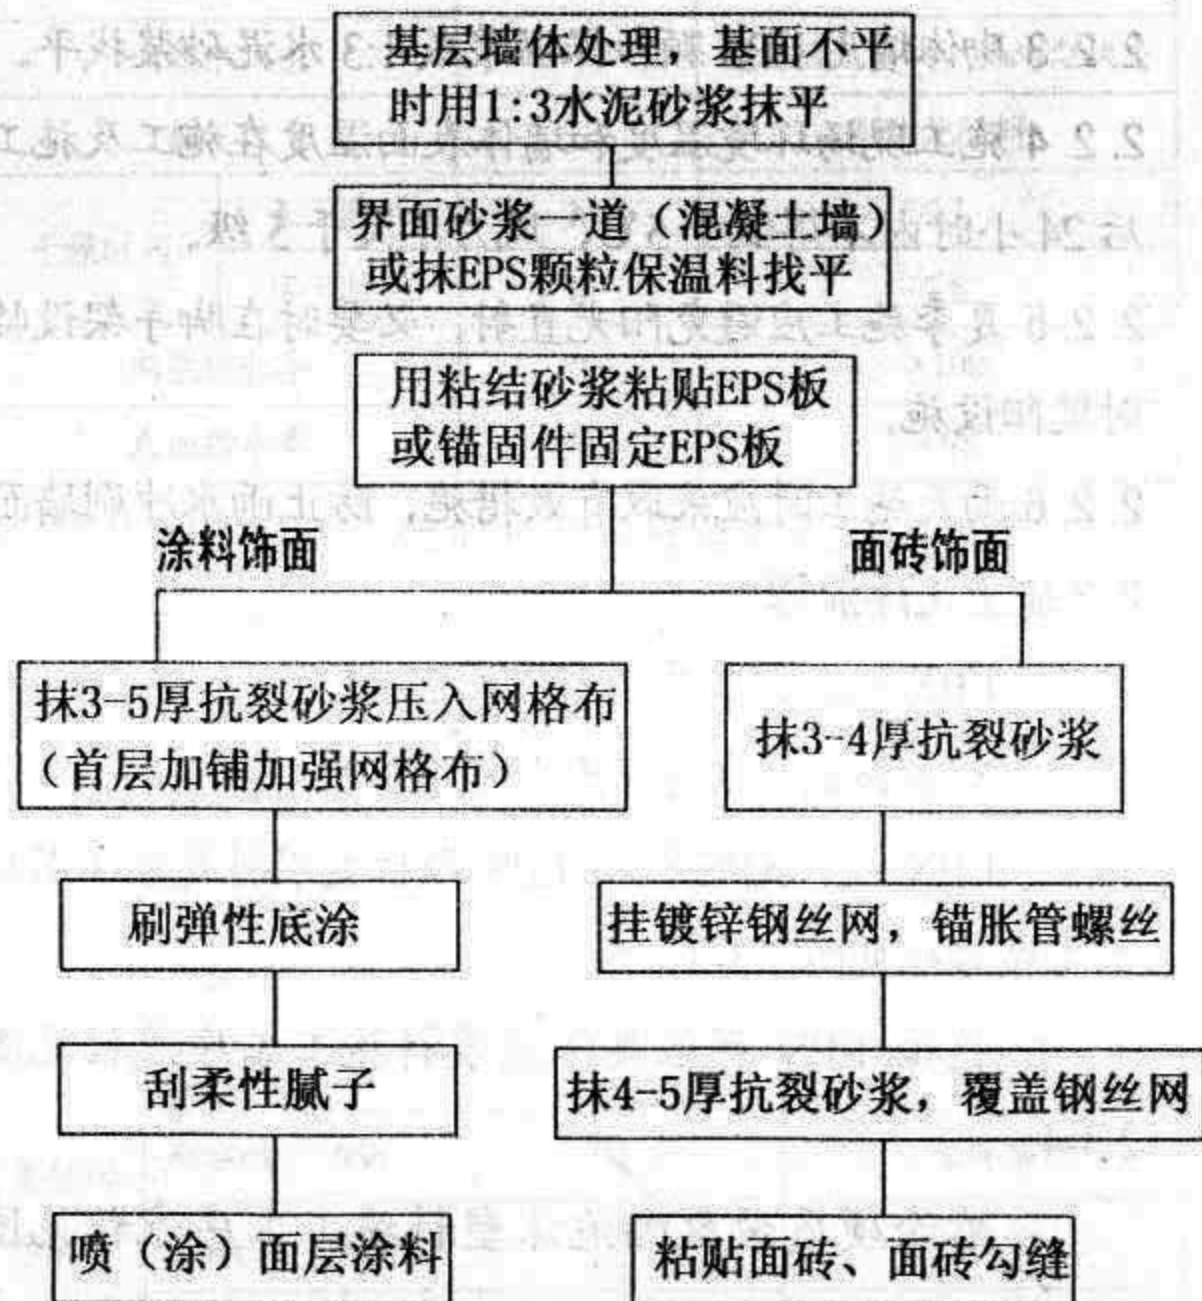 基层墙体处理，基面不平
时用1:3水泥砂浆抹平
界面砂浆一道（混凝土墙）
或抹EPS颗粒保温料找平
用粘结砂浆粘贴EPS板
或锚固件固定EPS板
涂料饰面
面砖饰面
抹3-5厚抗裂砂浆压入网格布
（首层加铺加强网格布）
抹3-4厚抗裂砂浆
刷弹性底涂
挂镀锌钢丝网，锚胀管螺丝
刮柔性腻子
抹4-5厚抗裂砂浆，覆盖钢丝网
喷（涂）面层涂料
粘贴面砖、面砖勾缝